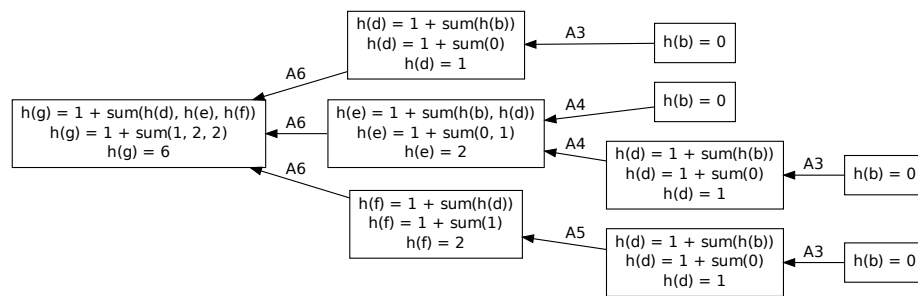 h(d) = 1 + sum(h(b))
h(d) = 1 + sum(0)
h(d) = 1
A3
h(b) = 0
A6
h(g) = 1 + sum(h(d), h(e), h(f))
h(g) = 1 + sum(1, 2, 2)
h(g) = 6
A6
h(e) = 1 + sum(h(b), h(d))
h(e) = 1 + sum(0, 1)
h(e) = 2
A4
h(b) = 0
A4
h(d) = 1 + sum(h(b))
h(d) = 1 + sum(0)
h(d) = 1
A3
h(b) = 0
A6
h(f) = 1 + sum(h(d))
h(f) = 1 + sum(1)
h(f) = 2
A5
h(d) = 1 + sum(h(b))
h(d) = 1 + sum(0)
h(d) = 1
A3
h(b) = 0